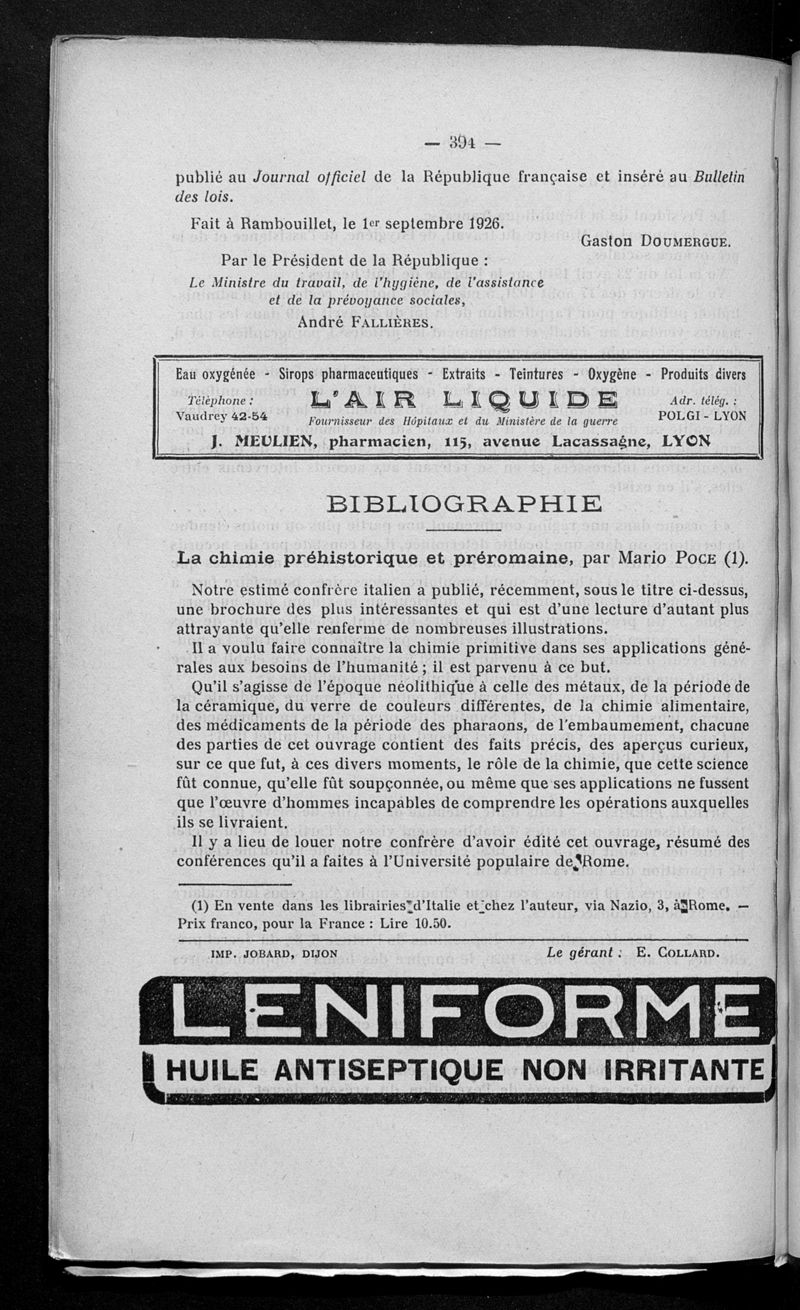 — 394 —
publié au Journal officiel de la République française et inséré au Bulletin
des lois.
Fait à Rambouillet, le 1er septembre 1926.
Gaston DOUMERGUE.
Par le Président de la République :
Le Ministre du travail, de l'hygiène, de l'assistance
et de la prévoyance sociales,
André FALLIÈRES.
Eau oxygénée - Sirops pharmaceutiques - Extraits - Teintures - Oxygène - Produits divers
Téléphone :
Vaudrey 42-54
L'AIR LIQUIDE
Fournisseur des Hôpitaux et du Ministère de la guerre
Adr. télég. :
POLGI - LYON
J. MEULIEN, pharmacien, 115, avenue Lacassagne, LYON
BIBLIOGRAPHIE
La chimie préhistorique et préromaine, par Mario POCE (1).
Notre estimé confrère italien a publié, récemment, sous le titre ci-dessus,
une brochure des plus intéressantes et qui est d'une lecture d'autant plus
attrayante qu'elle renferme de nombreuses illustrations.
Il a voulu faire connaître la chimie primitive dans ses applications géné-
rales aux besoins de l'humanité ; il est parvenu à ce but.
Qu'il s'agisse de l'époque néolithique à celle des métaux, de la période de
la céramique, du verre de couleurs différentes, de la chimie alimentaire,
des médicaments de la période des pharaons, de l'embaumement, chacune
des parties de cet ouvrage contient des faits précis, des aperçus curieux,
sur ce que fut, à ces divers moments, le rôle de la chimie, que cette science
fût connue, qu'elle fût soupçonnée, ou même que ses applications ne fussent
que l'œuvre d'hommes incapables de comprendre les opérations auxquelles
ils se livraient.
Il y a lieu de louer notre confrère d'avoir édité cet ouvrage, résumé des
conférences qu'il a faites à l'Université populaire de Rome.
(1) En vente dans les librairies d'Italie et chez l'auteur, via Nazio, 3, à Rome. —
Prix franco, pour la France : Lire 10.50.
IMP. JOBARD, DIJON
Le gérant : E. COLLARD.
LENIFORME
HUILE ANTISEPTIQUE NON IRRITANTE